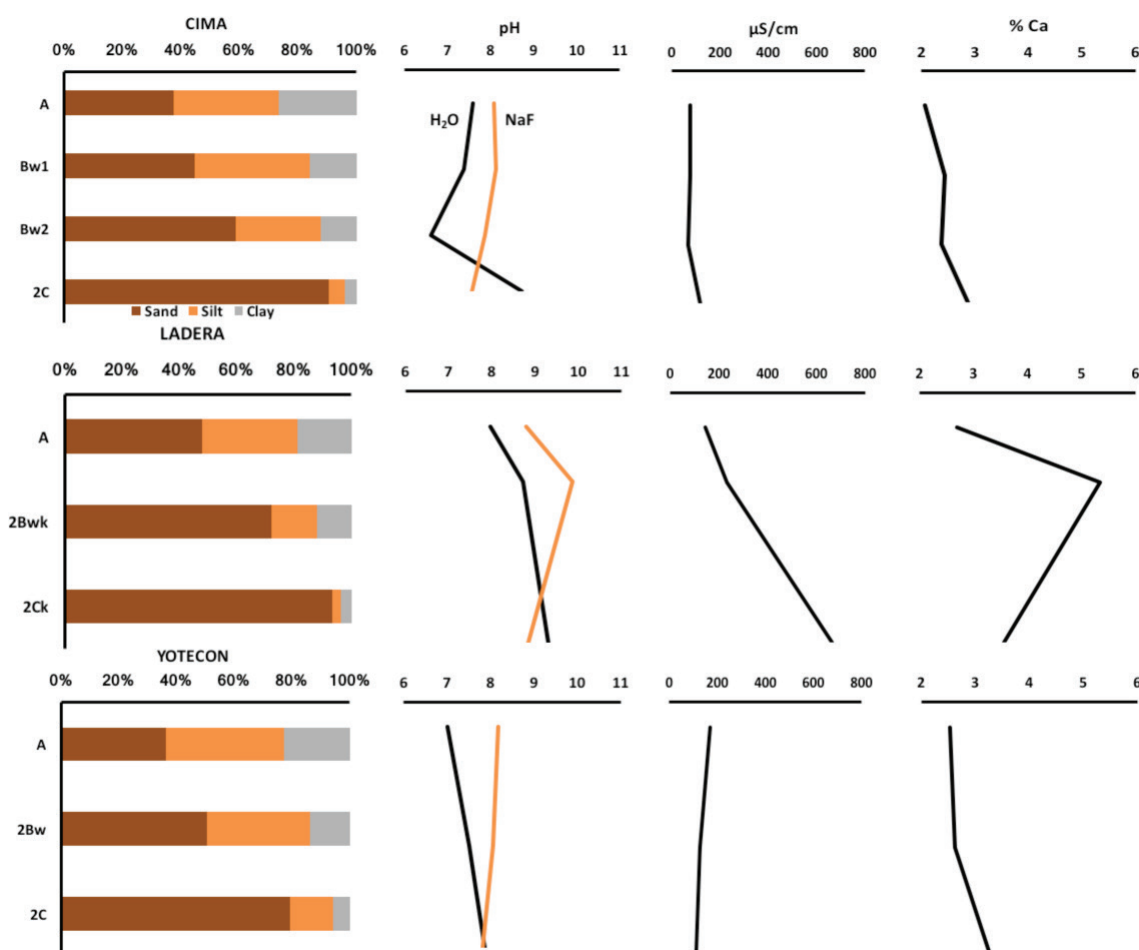 CIMA
0% 20% 40% 60% 80% 100%
A
Bw1
Bw2
2C
Sand Silt Clay
pH
6 7 8 9 10 11
H₂O NaF
µS/cm
0 200 400 600 800
% Ca
2 3 4 5 6
LADERA
0% 20% 40% 60% 80% 100%
A
2Bwk
2Ck
6 7 8 9 10 11
0 200 400 600 800
2 3 4 5 6
YOTECON
0% 20% 40% 60% 80% 100%
A
2Bw
2C
6 7 8 9 10 11
0 200 400 600 800
2 3 4 5 6